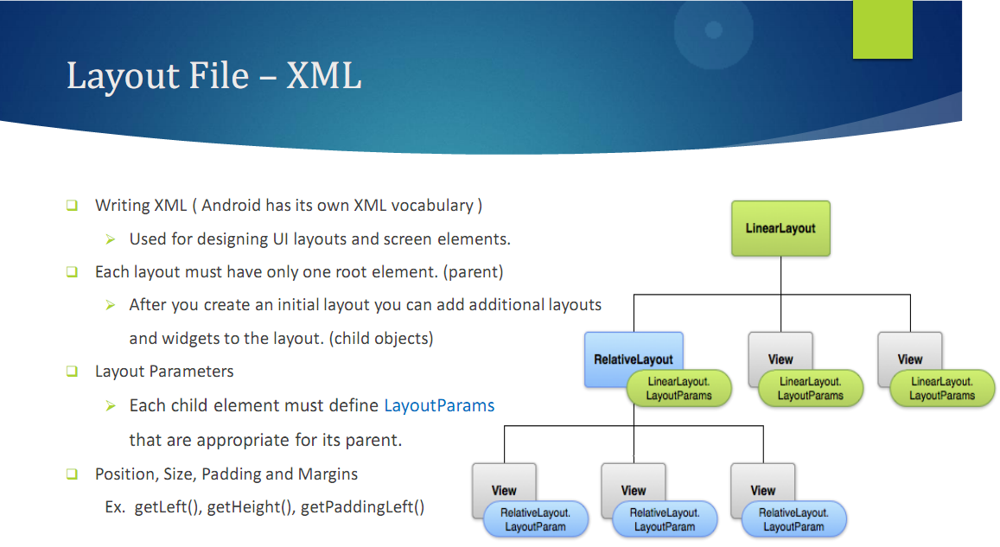 Layout File – XML
Writing XML ( Android has its own XML vocabulary )
Used for designing UI layouts and screen elements.
Each layout must have only one root element. (parent)
After you create an initial layout you can add additional layouts
and widgets to the layout. (child objects)
Layout Parameters
Each child element must define LayoutParams
that are appropriate for its parent.
Position, Size, Padding and Margins
Ex. getLeft(), getHeight(), getPaddingLeft()
LinearLayout
RelativeLayout
LinearLayout.
LayoutParams
View
LinearLayout.
LayoutParams
View
LinearLayout.
LayoutParams
View
RelativeLayout.
LayoutParam
View
RelativeLayout.
LayoutParam
View
RelativeLayout.
LayoutParam